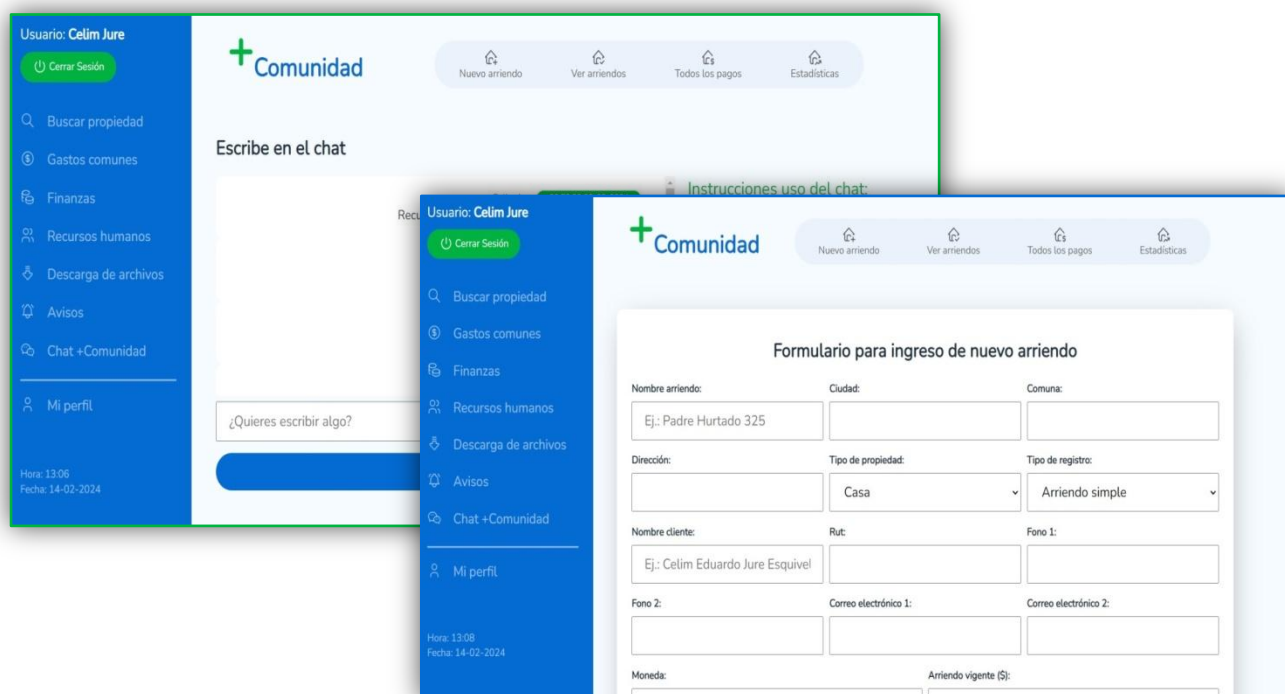 Usuario: Celim Jure
Cerrar Sesión
Buscar propiedad
Gastos comunes
Finanzas
Recursos humanos
Descarga de archivos
Avisos
Chat +Comunidad
Mi perfil
Hora: 13:06
Fecha: 14-02-2024
+Comunidad
Nuevo arriendo
Ver arriendos
Todos los pagos
Estadísticas
Escribe en el chat
Instrucciones uso del chat:
¿Quieres escribir algo?
Usuario: Celim Jure
Cerrar Sesión
Buscar propiedad
Gastos comunes
Finanzas
Recursos humanos
Descarga de archivos
Avisos
Chat +Comunidad
Mi perfil
Hora: 13:08
Fecha: 14-02-2024
+Comunidad
Nuevo arriendo
Ver arriendos
Todos los pagos
Estadísticas
Formulario para ingreso de nuevo arriendo
Nombre arriendo: Ciudad: Comuna:
Ej.: Padre Hurtado 325
Dirección: Tipo de propiedad: Tipo de registro:
Casa Arriendo simple
Nombre cliente: Rut: Fono 1:
Ej.: Celim Eduardo Jure Esquivel
Fono 2: Correo electrónico 1: Correo electrónico 2:
Moneda: Arriendo vigente ($):